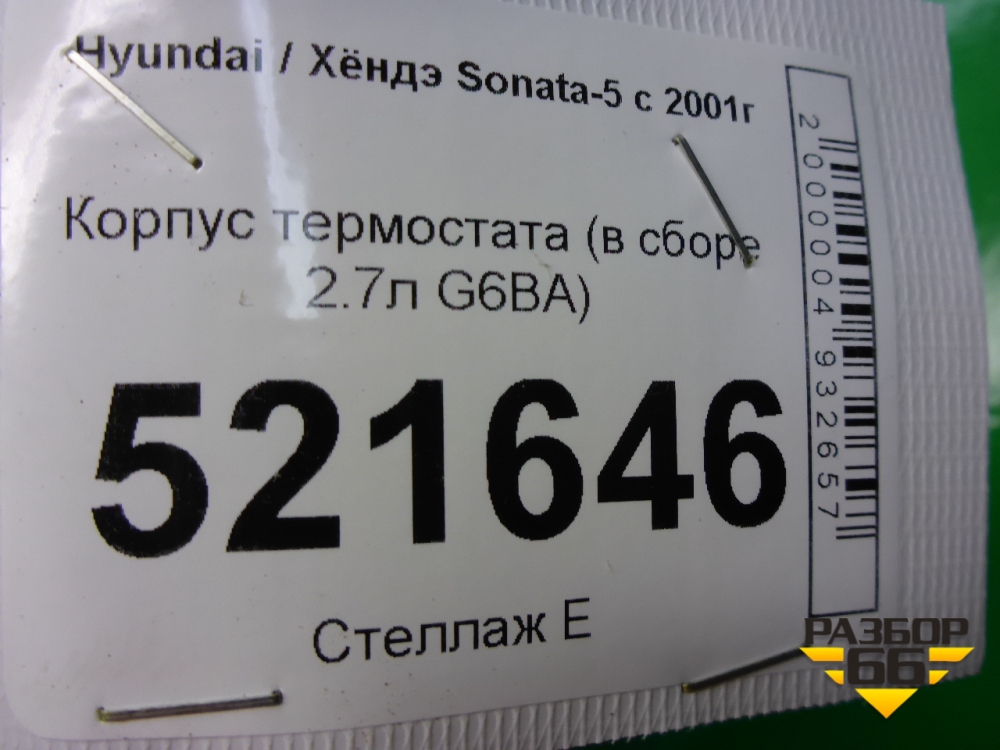 Hyundai / Хёндэ Sonata-5 с 2001г
Корпус термостата (в сборе
2.7л G6BA)
521646
Стеллаж Е
2000004932657
РАЗБОР
66